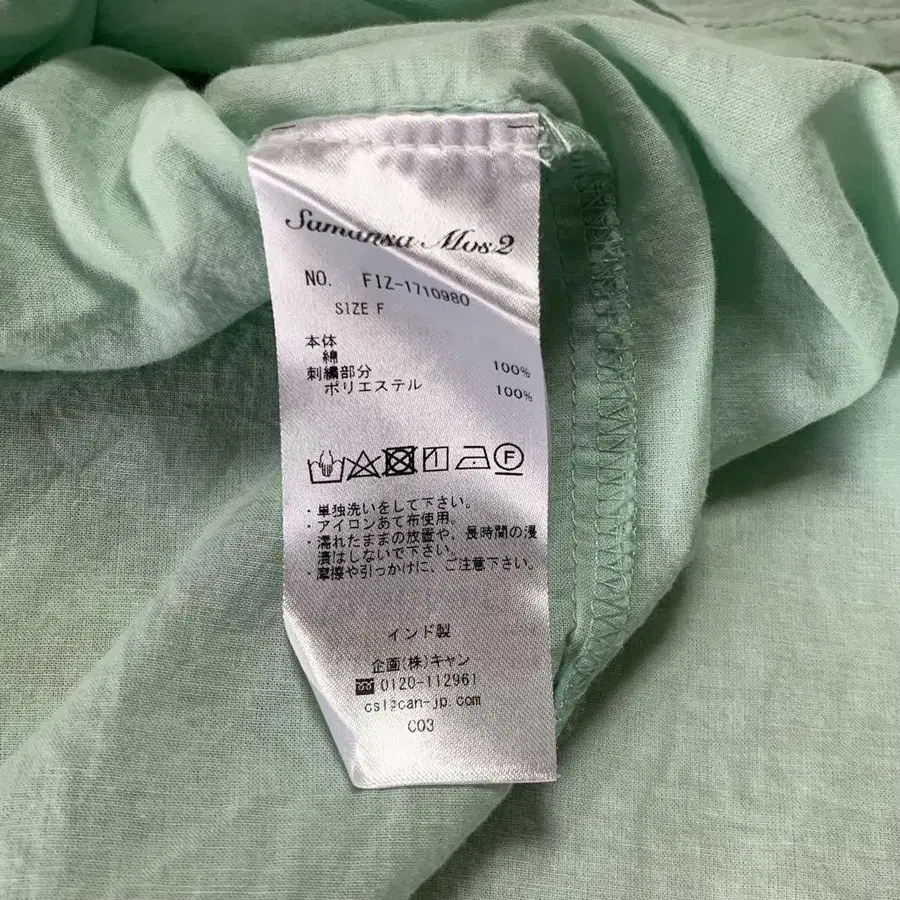 Samansa Mos2
NO. F1Z-1710980
SIZE F
本体
綿 100%
刺繍部分
ポリエステル 100%
F
・単独洗いをして下さい。
・アイロンあて布使用。
・濡れたままの放置や、長時間の浸
漬はしないで下さい。
・摩擦や引っかけに、ご注意下さい。
インド製
企画(株)キャン
0120-112961
cs1@can-jp.com
C03